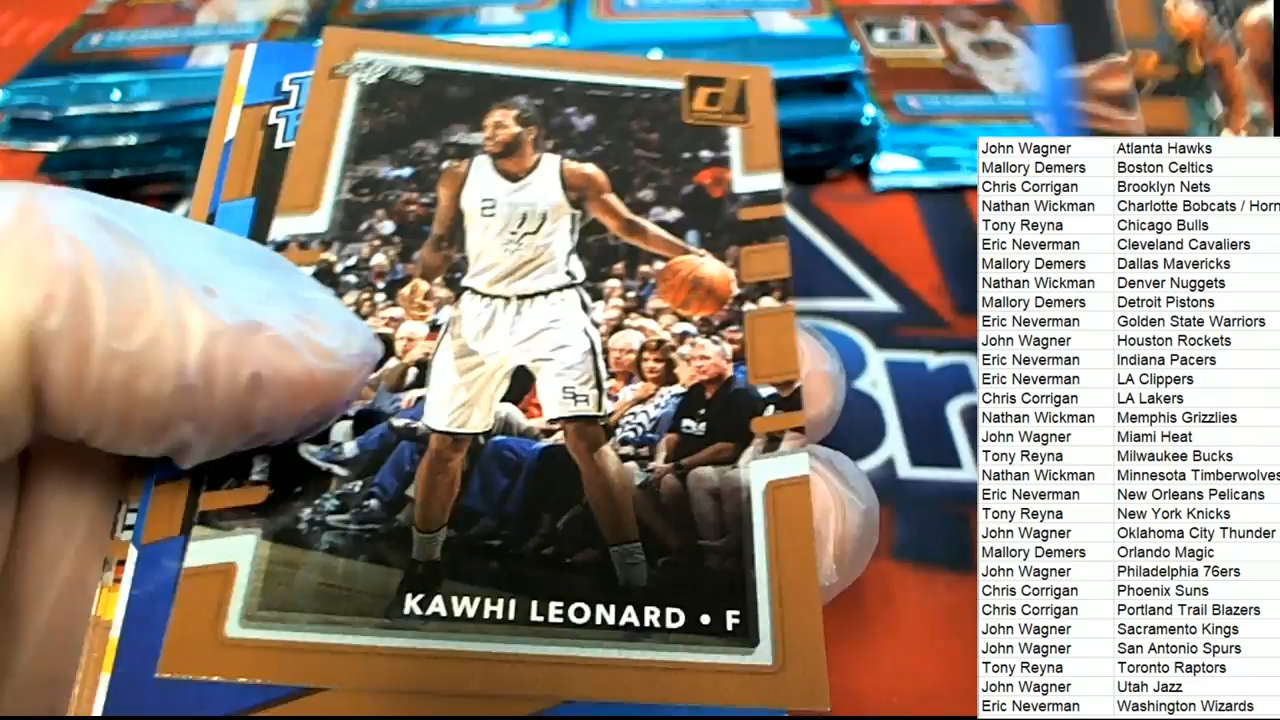 2
SA
KAWHI LEONARD • F
d
Br
John Wagner Atlanta Hawks
Mallory Demers Boston Celtics
Chris Corrigan Brooklyn Nets
Nathan Wickman Charlotte Bobcats / Horn
Tony Reyna Chicago Bulls
Eric Neverman Cleveland Cavaliers
Mallory Demers Dallas Mavericks
Nathan Wickman Denver Nuggets
Mallory Demers Detroit Pistons
Eric Neverman Golden State Warriors
John Wagner Houston Rockets
Eric Neverman Indiana Pacers
Eric Neverman LA Clippers
Chris Corrigan LA Lakers
Nathan Wickman Memphis Grizzlies
John Wagner Miami Heat
Tony Reyna Milwaukee Bucks
Nathan Wickman Minnesota Timberwolves
Eric Neverman New Orleans Pelicans
Tony Reyna New York Knicks
John Wagner Oklahoma City Thunder
Mallory Demers Orlando Magic
John Wagner Philadelphia 76ers
Chris Corrigan Phoenix Suns
Chris Corrigan Portland Trail Blazers
John Wagner Sacramento Kings
John Wagner San Antonio Spurs
Tony Reyna Toronto Raptors
John Wagner Utah Jazz
Eric Neverman Washington Wizards